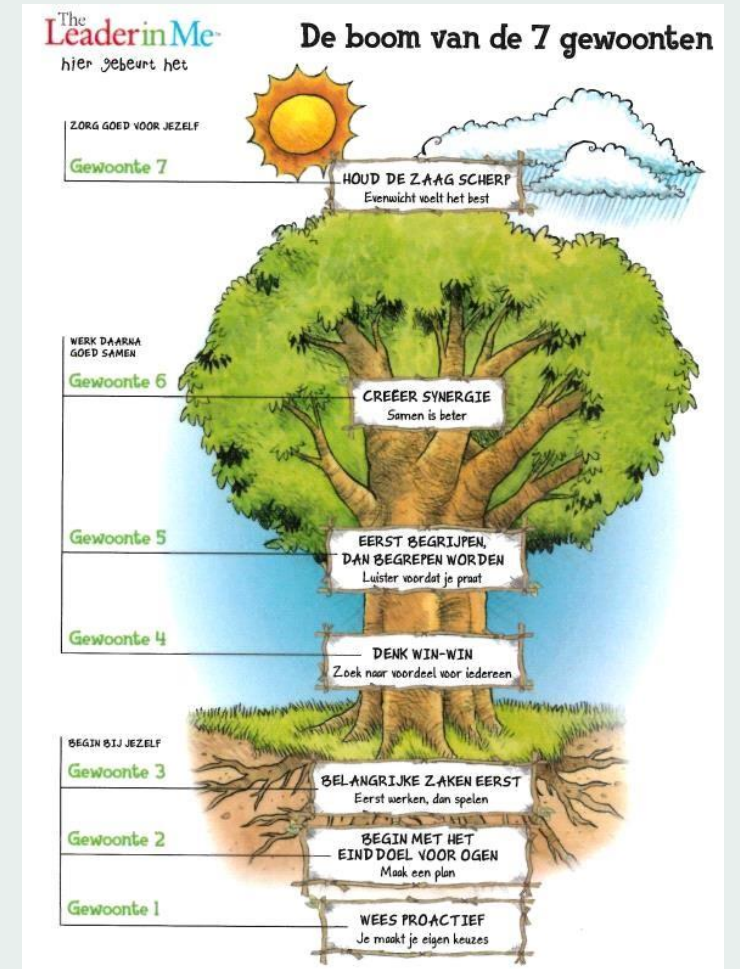 The
Leader in Me™
hier gebeurt het
De boom van de 7 gewoonten
ZORG GOED VOOR JEZELF
Gewoonte 7
HOUD DE ZAAG SCHERP
Evenwicht voelt het best
WERK DAARNA
GOED SAMEN
Gewoonte 6
CREËER SYNERGIE
Samen is beter
Gewoonte 5
EERST BEGRIJPEN,
DAN BEGREPEN WORDEN
Luister voordat je praat
Gewoonte 4
DENK WIN-WIN
Zoek naar voordeel voor iedereen
BEGIN BIJ JEZELF
Gewoonte 3
BELANGRIJKE ZAKEN EERST
Eerst werken, dan spelen
Gewoonte 2
BEGIN MET HET
EINDDOEL VOOR OGEN
Maak een plan
Gewoonte 1
WEES PROACTIEF
Je maakt je eigen keuzes